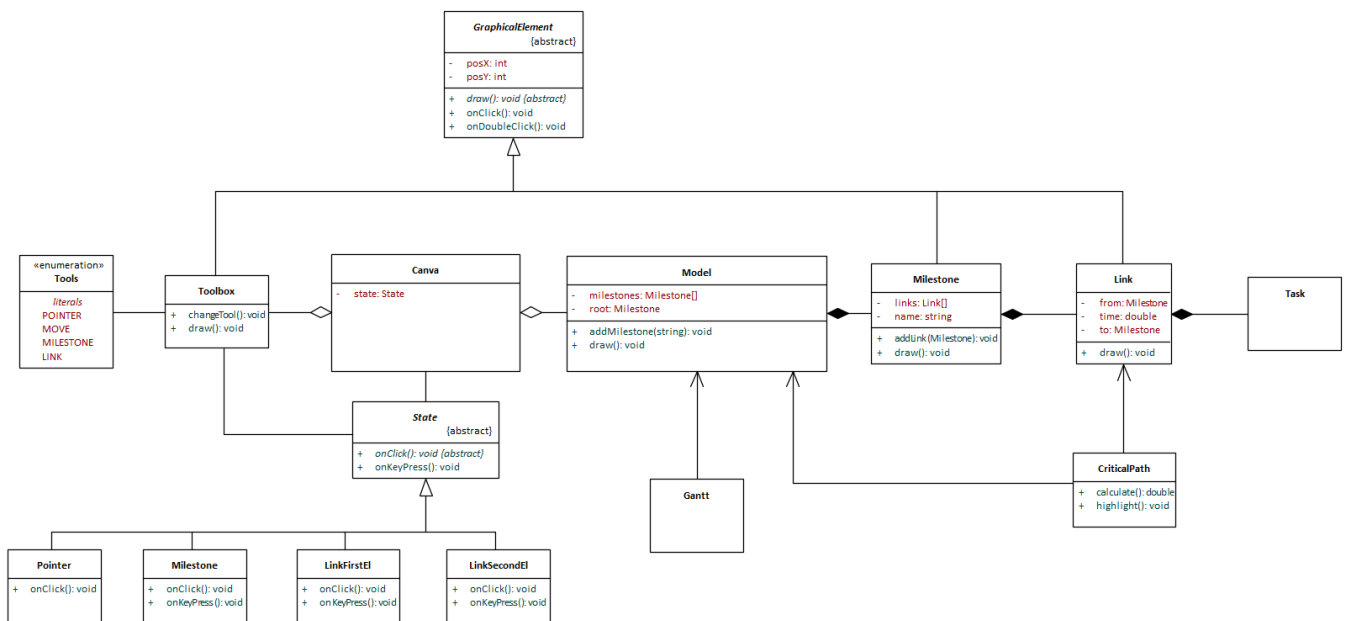 GraphicalElement
{abstract}
- posX: int
- posY: int
+ draw(): void {abstract}
+ onClick(): void
+ onDoubleClick(): void
«enumeration»
Tools
literals
POINTER
MOVE
MILESTONE
LINK
Toolbox
+ changeTool(): void
+ draw(): void
Canva
- state: State
Model
- milestones: Milestone[]
- root: Milestone
+ addMilestone(string): void
+ draw(): void
Milestone
- links: Link[]
- name: string
+ addLink(Milestone): void
+ draw(): void
Link
- from: Milestone
- time: double
- to: Milestone
+ draw(): void
Task
State
{abstract}
+ onClick(): void {abstract}
+ onKeyPress(): void
Gantt
CriticalPath
+ calculate(): double
+ highlight(): void
Pointer
+ onClick(): void
Milestone
+ onClick(): void
+ onKeyPress(): void
LinkFirstEl
+ onClick(): void
+ onKeyPress(): void
LinkSecondEl
+ onClick(): void
+ onKeyPress(): void